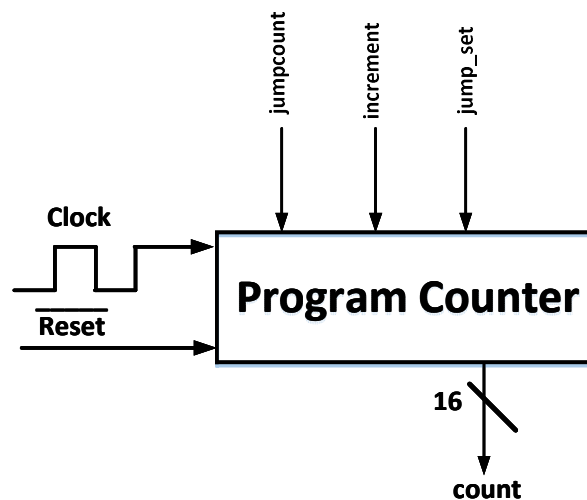 jumpcount
increment
jump_set
Clock
Reset
Program Counter
16
count